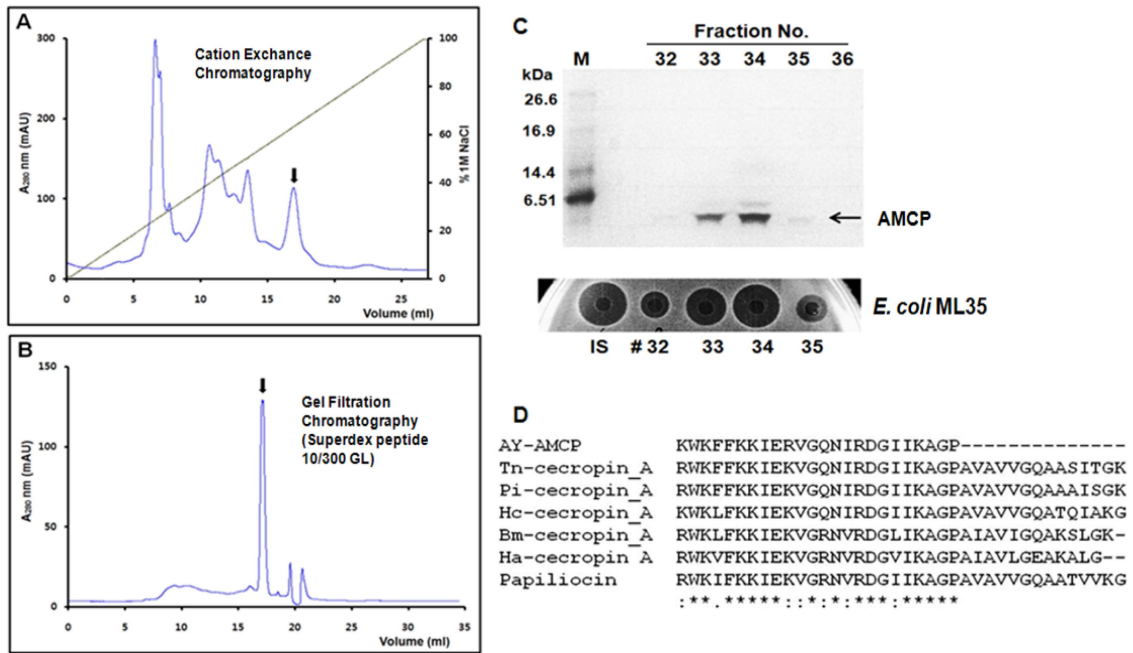 A
Cation Exchance
Chromatography
A280 nm (mAU)
300
200
100
0
% 1M NaCl
100
80
60
40
20
0
0 5 10 15 20 25
Volume (ml)
B
Gel Filtration
Chromatography
(Superdex peptide
10/300 GL)
A280 nm (mAU)
150
100
50
0
0 5 10 15 20 25 30 35
Volume (ml)
C
Fraction No.
M 32 33 34 35 36
kDa
26.6
16.9
14.4
6.51
AMCP
E. coli ML35
IS # 32 33 34 35
D
AY-AMCP KWKFFKKIERVGQNIRDGIIKAGP---------------
Tn-cecropin_A RWKFFKKIEKVGQNIRDGIIKAGPAVAVVGQAASITGK
Pi-cecropin_A RWKFFKKIEKVGQNIRDGIIKAGPAVAVVGQAAAISGK
Hc-cecropin_A RWKLFKKIEKVGQNIRDGIIKAGPAVAVVGQATQIAKG
Bm-cecropin_A RWKLFKKIEKVGRNVRDGLIKAGPAIAVIGQAKSLGK-
Ha-cecropin_A RWKVFKKIEKVGRNVRDGVIKAGPAIAVLGEAKALG--
Papiliocin RWKIFKKIEKVGRNVRDGIIKAGPAVAVVGQAATVVKG
:**.*****::*:*:***:*****